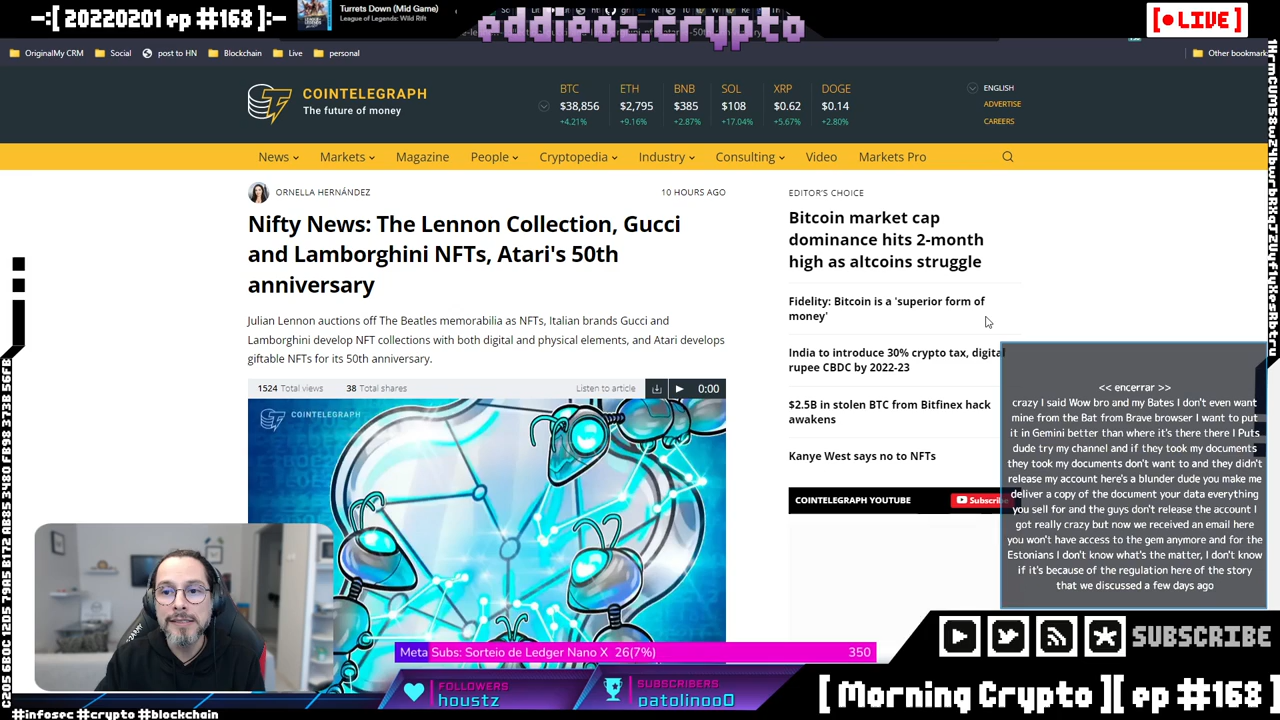 -:[ 20220201 ep #168 ]:-
Turrets Down (Mid Game)
League of Legends: Wild Rift
eddieoz.crypto
[● LIVE]
OriginalMy CRM
Social
to HN
Blockchain
Live
personal
Other bookmark
COINTELEGRAPH
The future of money
BTC ETH BNB SOL XRP DOGE
$38,856 $2,795 $385 $108 $0.62 $0.14
+4.21% +9.16% +2.87% +17.04% +5.67% +2.80%
ENGLISH
ADVERTISE
CAREERS
News Markets Magazine People Cryptopedia Industry Consulting Video Markets Pro
ORNELLA HERNÁNDEZ
10 HOURS AGO
Nifty News: The Lennon Collection, Gucci
and Lamborghini NFTs, Atari's 50th
anniversary
Julian Lennon auctions off The Beatles memorabilia as NFTs, Italian brands Gucci and
Lamborghini develop NFT collections with both digital and physical elements, and Atari develops
giftable NFTs for its 50th anniversary.
1524 Total views 38 Total shares Listen to article 0:00
COINTELEGRAPH
EDITOR'S CHOICE
Bitcoin market cap
dominance hits 2-month
high as altcoins struggle
Fidelity: Bitcoin is a 'superior form of
money'
India to introduce 30% crypto tax, digital
rupee CBDC by 2022-23
$2.5B in stolen BTC from Bitfinex hack
awakens
Kanye West says no to NFTs
COINTELEGRAPH YOUTUBE
Subscribe
<< encerrar >>
crazy I said Wow bro and my Bates I don't even want
mine from the Bat from Brave browser I want to put
it in Gemini better than where it's there there I Puts
dude try my channel and if they took my documents
they took my documents don't want to and they didn't
release my account here's a blunder dude you make me
deliver a copy of the document your data everything
you sell for and the guys don't release the account I
got really crazy but now we received an email here
you won't have access to the gem anymore and for the
Estonians I don't know what's the matter, I don't know
if it's because of the regulation here of the story
that we discussed a few days ago
Meta Subs: Sorteio de Ledger Nano X 26(7%) 350
FOLLOWERS
houstz
SUBSCRIBERS
patolinoo0
SUBSCRIBE
[ Morning Crypto ][ ep #168 ]
#infosec #crypto #blockchain